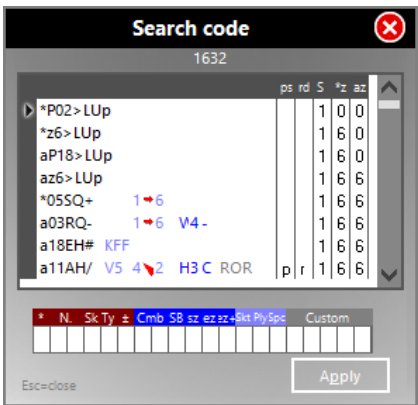 Search code
1632
ps rd S *z az
*P02>LUp 1 0 0
*z6>LUp 1 6 0
aP18>LUp 1 6 0
az6>LUp 1 6 6
*05SQ+ 1 6 1 6 6
a03RQ- 1 6 V4 - 1 6 6
a18EH# KFF 1 6 6
a11AH/ V5 4 2 H3 C ROR p r 1 6 6
* N. Sk Ty ± Cmb SB sz ez sz+ Skt Ply Spc Custom
Esc=close
Apply